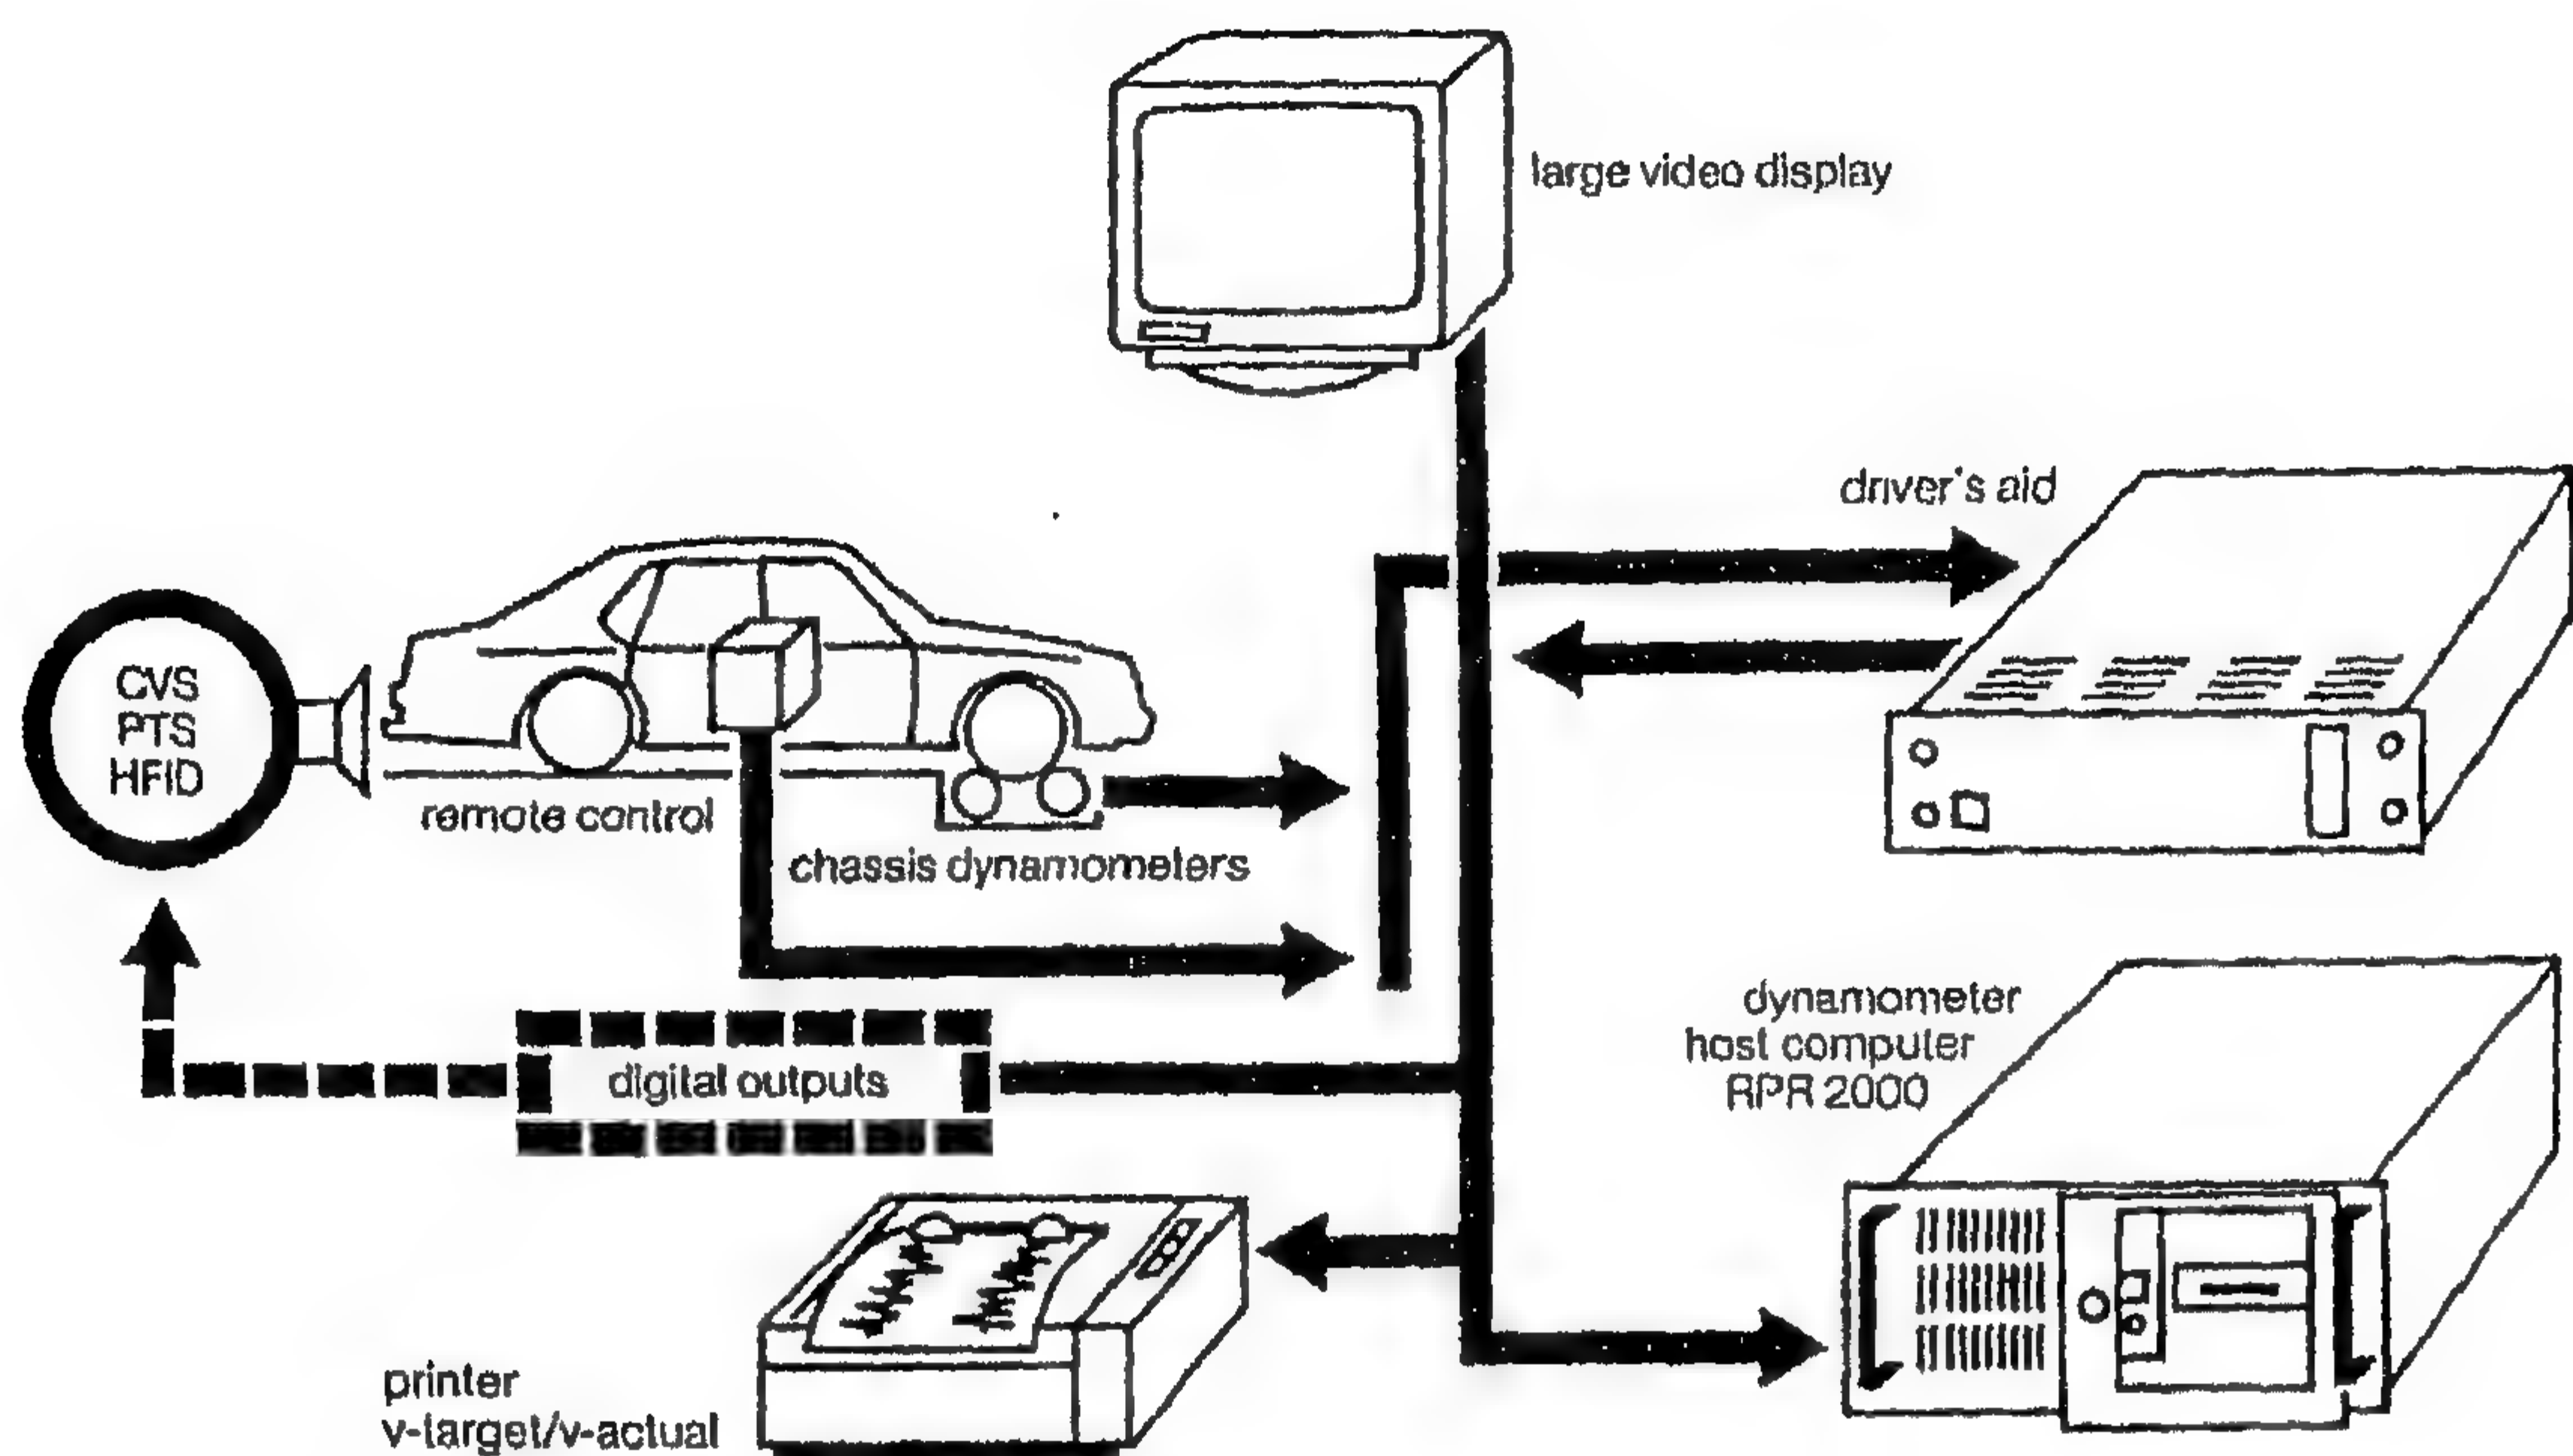 large video display
driver's aid
CVS
PTS
HFID
remote control
chassis dynamometers
digital outputs
dynamometer
host computer
RPR 2000
printer
v-target/v-actual